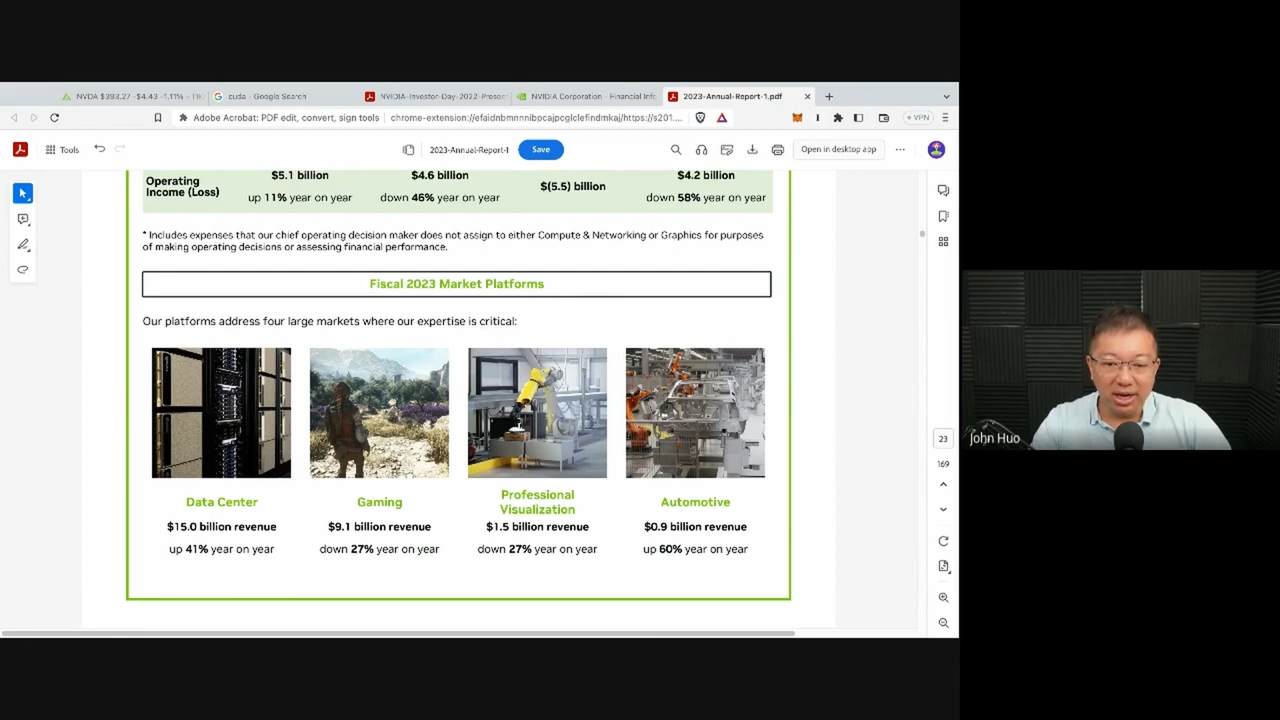 NVDA $393.27 -$4.43 -1.11% - TI
cuda - Google Search
NVIDIA-Investor-Day-2022-Presen
NVIDIA Corporation - Financial Info
2023-Annual-Report-1.pdf
Adobe Acrobat: PDF edit, convert, sign tools
chrome-extension://efaidnbmnnnibpcajpcglclefindmkaj/https://s201....
VPN
Tools
2023-Annual-Report-1
Save
Open in desktop app
Operating
Income (Loss)
$5.1 billion
up 11% year on year
$4.6 billion
down 46% year on year
$(5.5) billion
$4.2 billion
down 58% year on year
* Includes expenses that our chief operating decision maker does not assign to either Compute & Networking or Graphics for purposes
of making operating decisions or assessing financial performance.
Fiscal 2023 Market Platforms
Our platforms address four large markets where our expertise is critical:
Data Center
$15.0 billion revenue
up 41% year on year
Gaming
$9.1 billion revenue
down 27% year on year
Professional
Visualization
$1.5 billion revenue
down 27% year on year
Automotive
$0.9 billion revenue
up 60% year on year
23
169
John Huo